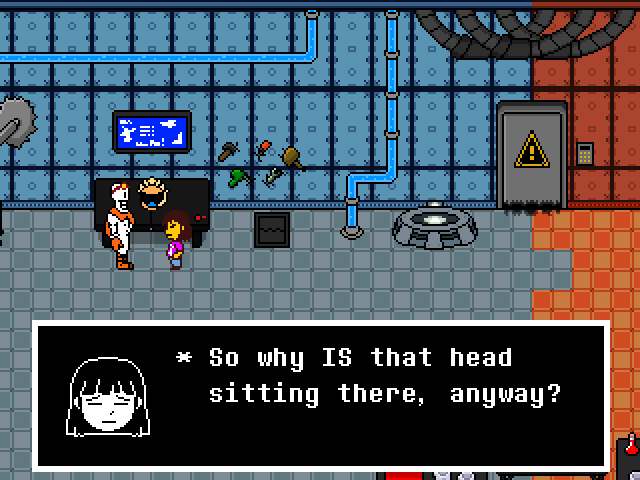 * So why IS that head
sitting there, anyway?